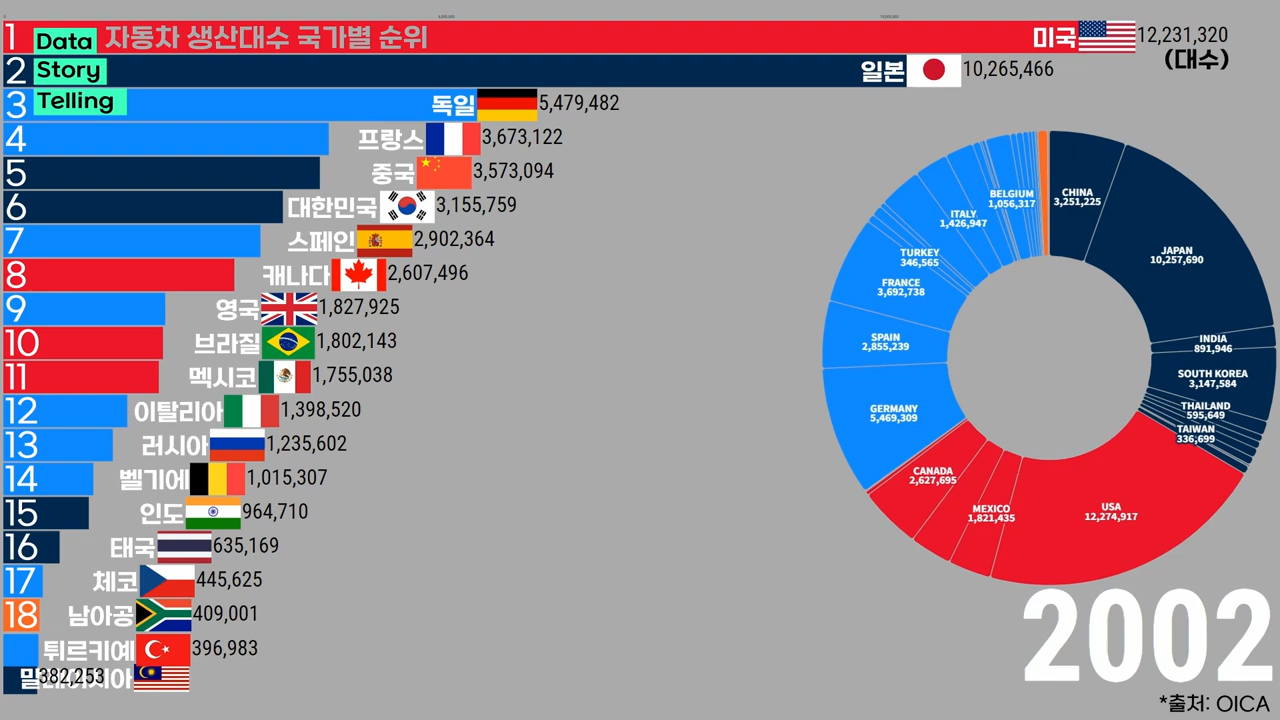 1 Data 자동차 생산대수 국가별 순위 미국 12,231,320
(대수)
2 Story 일본 10,265,466
3 Telling 독일 5,479,482
4 프랑스 3,673,122
5 중국 3,573,094
6 대한민국 3,155,759
7 스페인 2,902,364
8 캐나다 2,607,496
9 영국 1,827,925
10 브라질 1,802,143
11 멕시코 1,755,038
12 이탈리아 1,398,520
13 러시아 1,235,602
14 벨기에 1,015,307
15 인도 964,710
16 태국 635,169
17 체코 445,625
18 남아공 409,001
튀르키예 396,983
382,253
CHINA
3,251,225
JAPAN
10,257,690
INDIA
891,946
SOUTH KOREA
3,147,584
THAILAND
595,649
TAIWAN
336,699
USA
12,274,917
MEXICO
1,821,435
CANADA
2,627,695
GERMANY
5,469,309
SPAIN
2,855,239
FRANCE
3,692,738
TURKEY
346,565
ITALY
1,426,947
BELGIUM
1,056,317
2002
*출처: OICA